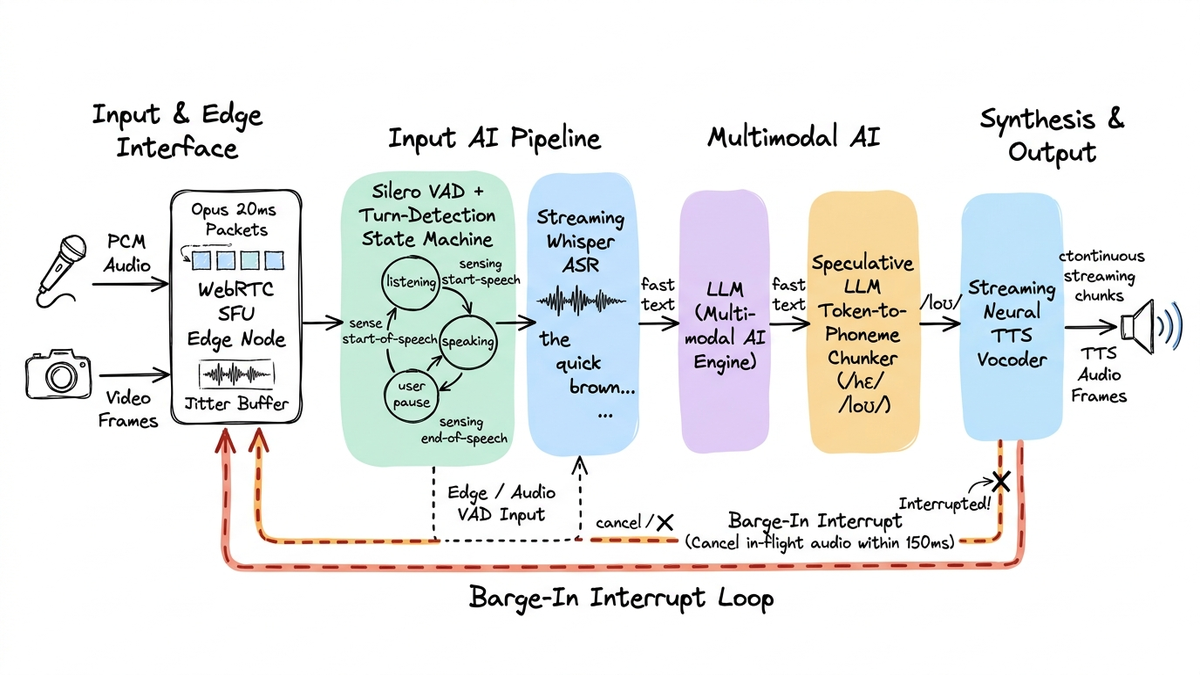 Input & Edge
Interface
Input AI Pipeline
Multimodal AI
Synthesis &
Output
PCM
Audio
Video
Frames
Opus 20ms
Packets
WebRTC
SFU
Edge Node
Jitter Buffer
Silero VAD +
Turn-Detection
State Machine
listening
sensing
start-speech
sense
start-of-speech
speaking
user
pause
sensing
end-of-speech
Streaming
Whisper
ASR
the
quick
brown...
...
fast
text
LLM
(Multi-
modal AI
Engine)
fast
text
Speculative
LLM
Token-to-
Phoneme
Chunker
(/hɛ/
/loʊ/)
/loʊ/
Streaming
Neural
TTS
Vocoder
ctontinuous
streaming
chunks
TTS
Audio
Frames
Edge / Audio
VAD Input
cancel /
Interrupted!
Barge-In Interrupt
(Cancel in-flight audio within 150ms)
Barge-In Interrupt Loop